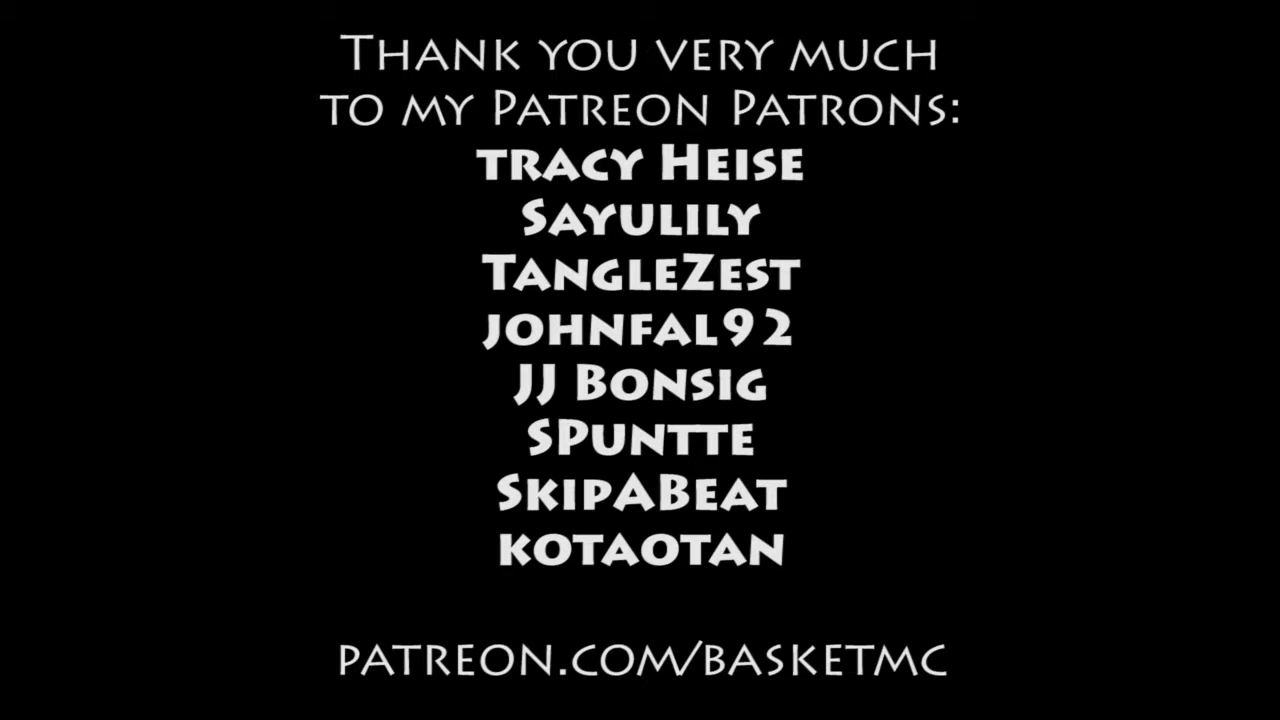 Thank you very much
to my Patreon Patrons:
tracy Heise
Sayulily
TangleZest
johnfal92
JJ Bonsig
SPuntte
SkipABeat
kotaotan
patreon.com/basketmc